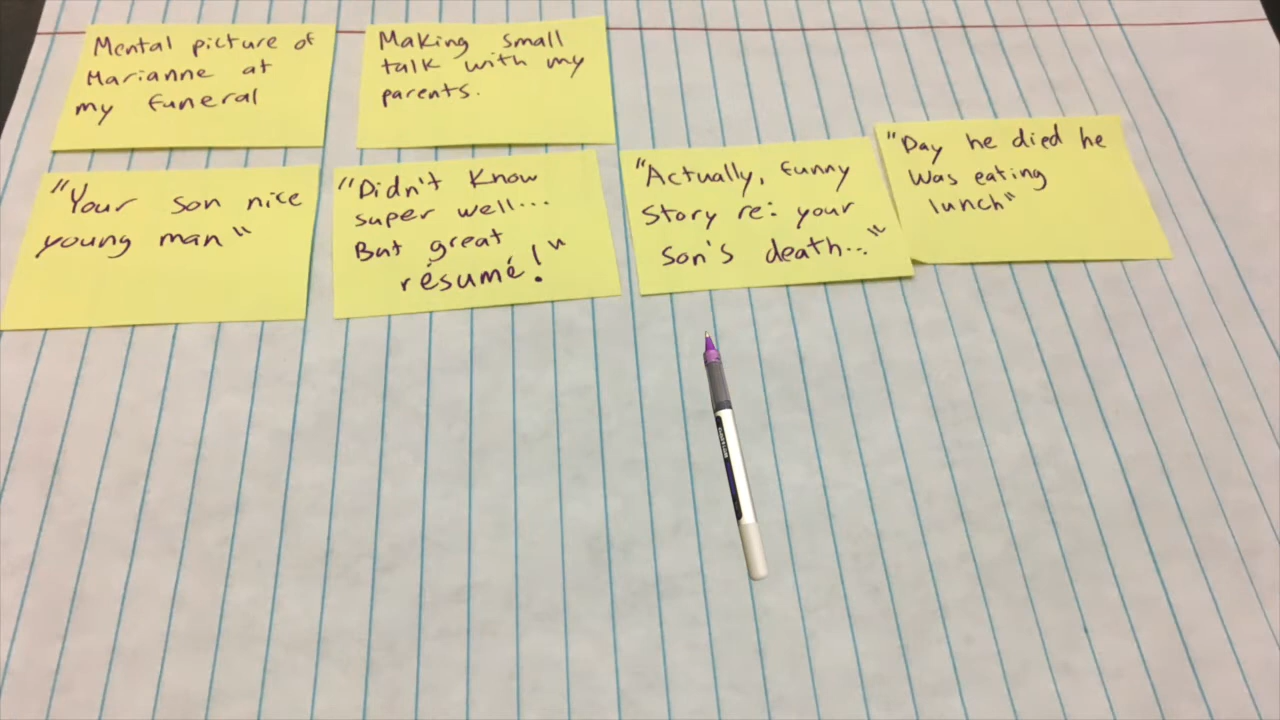 Mental picture of
Marianne at
my funeral
Making small
talk with my
parents.
"Your son nice
young man"
"Didn't know
super well...
But great
résumé!"
"Actually, funny
story re: your
son's death..."
"Day he died he
was eating
lunch"